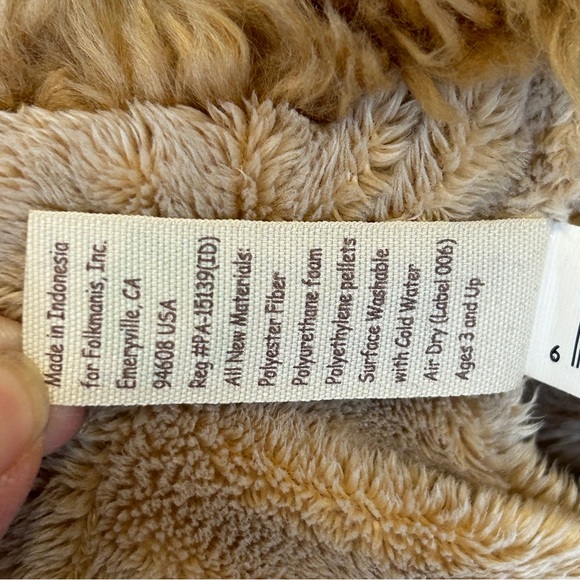 Made in Indonesia
for Folkmanis, Inc.
Emeryville, CA
94608 USA
Reg #PA-15139(ID)
All New Materials:
Polyester Fiber
Polyurethane foam
Polyethylene pellets
Surface Washable
with Cold Water
Air Dry (Label 006)
Ages 3 and Up
6